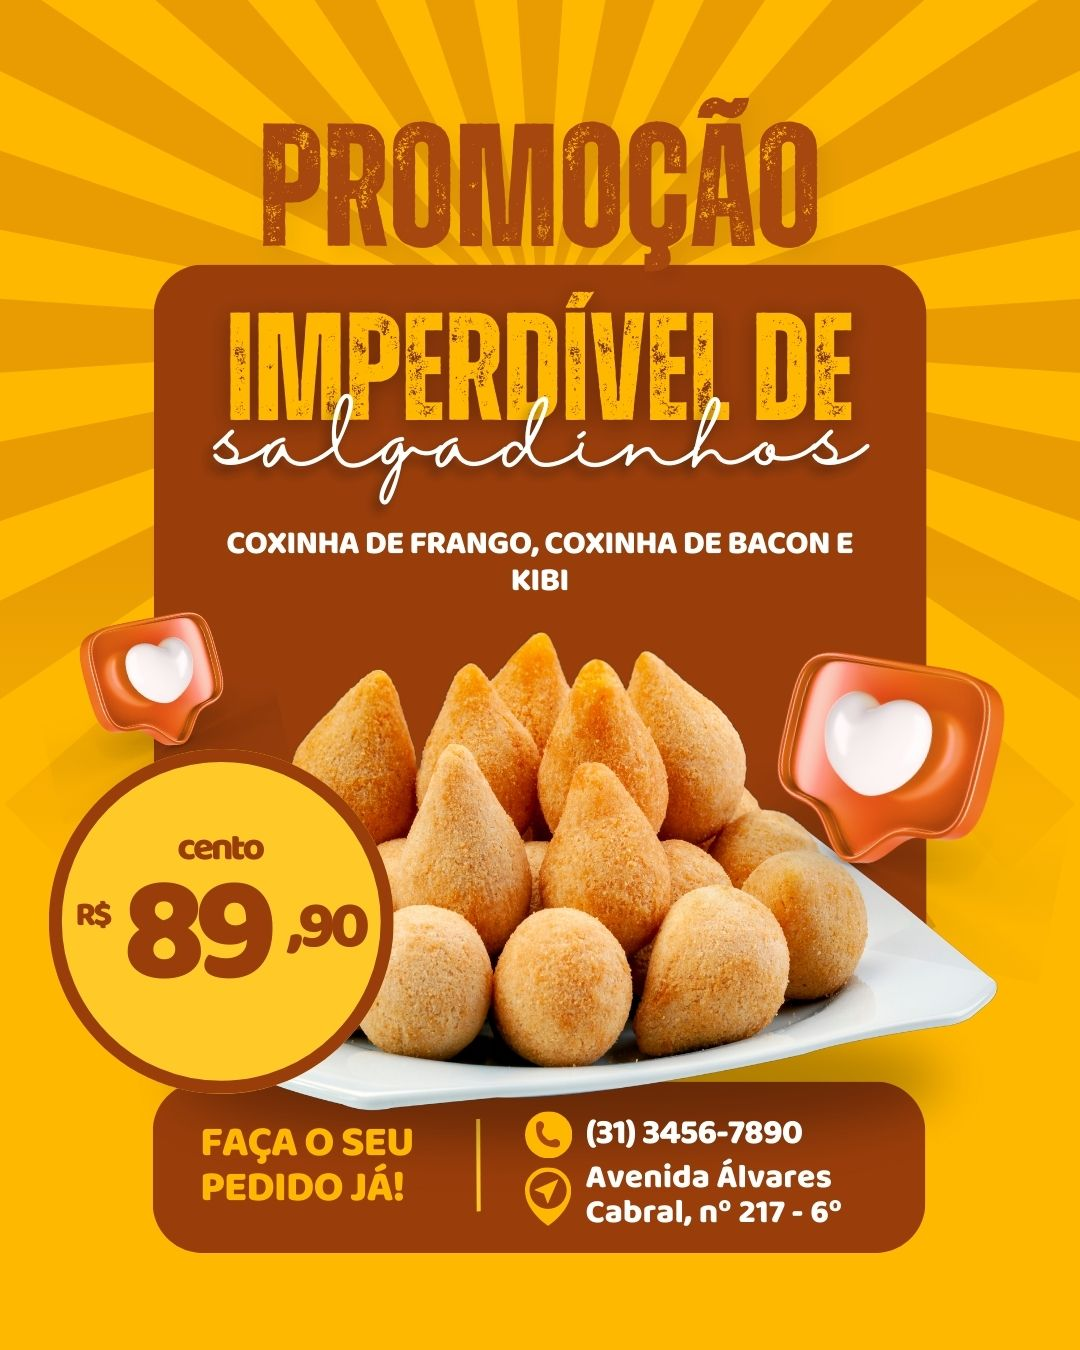 PROMOÇÃO
IMPERDÍVEL DE
salgadinhos
COXINHA DE FRANGO, COXINHA DE BACON E
KIBI
cento
R$ 89,90
FAÇA O SEU
PEDIDO JÁ!
(31) 3456-7890
Avenida Álvares
Cabral, nº 217 - 6º